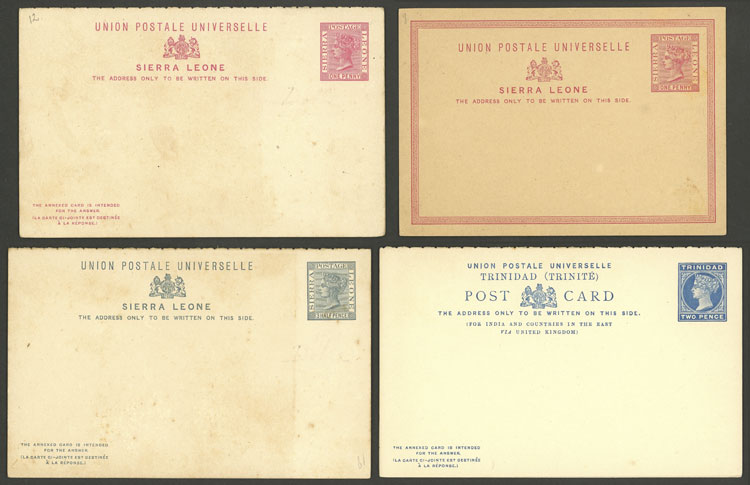 12
UNION POSTALE UNIVERSELLE
SIERRA LEONE
THE ADDRESS ONLY TO BE WRITTEN ON THIS SIDE.
SIERRA
POSTAGE
LEONE
ONE PENNY
THE ANNEXED CARD IS INTENDED
FOR THE ANSWER.
(LA CARTE CI-JOINTE EST DESTINÉE
À LA RÉPONSE.)
UNION POSTALE UNIVERSELLE
SIERRA LEONE
THE ADDRESS ONLY TO BE WRITTEN ON THIS SIDE.
SIERRA
POSTAGE
LEONE
ONE PENNY
UNION POSTALE UNIVERSELLE
SIERRA LEONE
THE ADDRESS ONLY TO BE WRITTEN ON THIS SIDE.
SIERRA
POSTAGE
LEONE
HALF PENCE
THE ANNEXED CARD IS INTENDED
FOR THE ANSWER.
(LA CARTE CI-JOINTE EST DESTINÉE
À LA RÉPONSE.)
UNION POSTALE UNIVERSELLE
TRINIDAD (TRINITÉ)
POST CARD
THE ADDRESS ONLY TO BE WRITTEN ON THIS SIDE.
(FOR INDIA AND COUNTRIES IN THE EAST
VIA UNITED KINGDOM)
TRINIDAD
TWO PENCE
THE ANNEXED CARD IS INTENDED
FOR THE ANSWER.
(LA CARTE CI-JOINTE EST DESTINÉE
À LA RÉPONSE.)